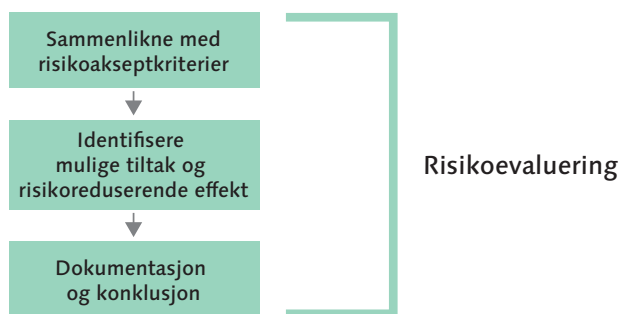 Sammenlikne med
risikoakseptkriterier
Identifisere
mulige tiltak og
risikoreduserende effekt
Dokumentasjon
og konklusjon
Risikoevaluering